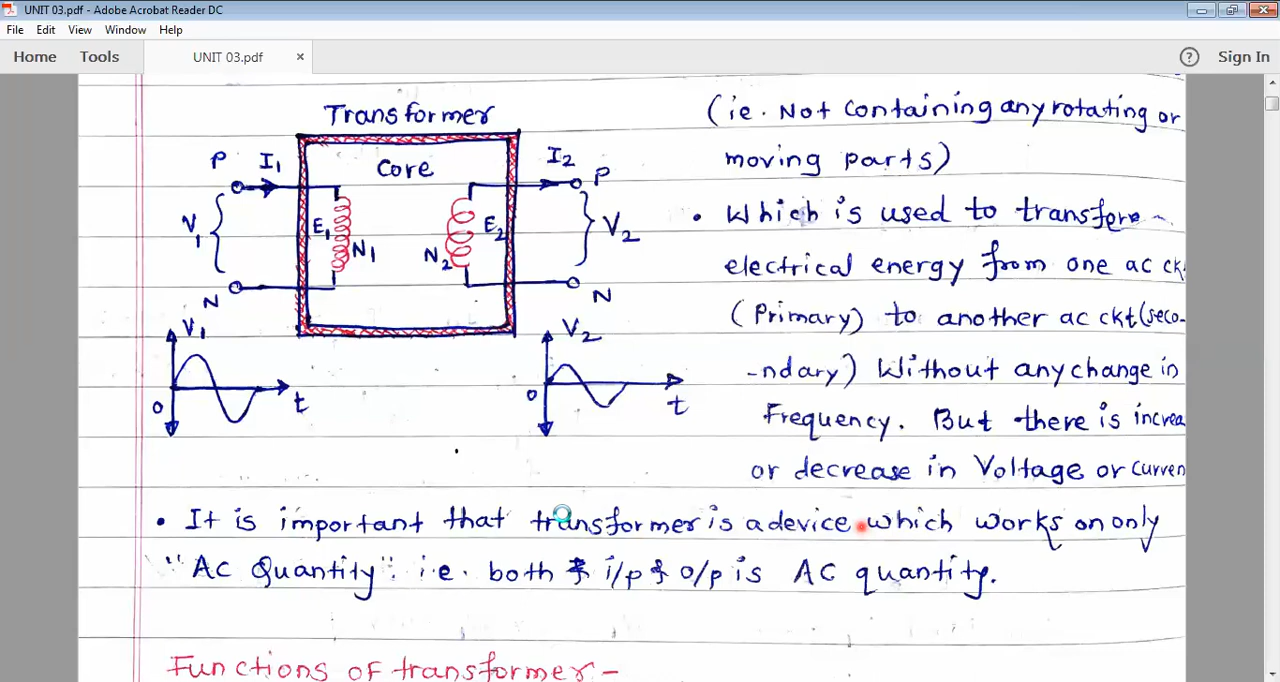 UNIT 03.pdf - Adobe Acrobat Reader DC
File Edit View Window Help
Home Tools UNIT 03.pdf × ? Sign In
Transformer
P I1 Core I2 P
V1 E1 N1 N2 E2 V2
N N
V1 V2
0 t 0 t
(ie. Not containing any rotating or
moving parts)
• Which is used to transfere
electrical energy from one ac ckt
(Primary) to another ac ckt (seco-
-ndary) Without any change in
Frequency. But there is increa
or decrease in Voltage or curren
• It is important that transformer is a device which works on only
"AC Quantity". i.e. both i/p & o/p is AC quantity.
Functions of transformer -